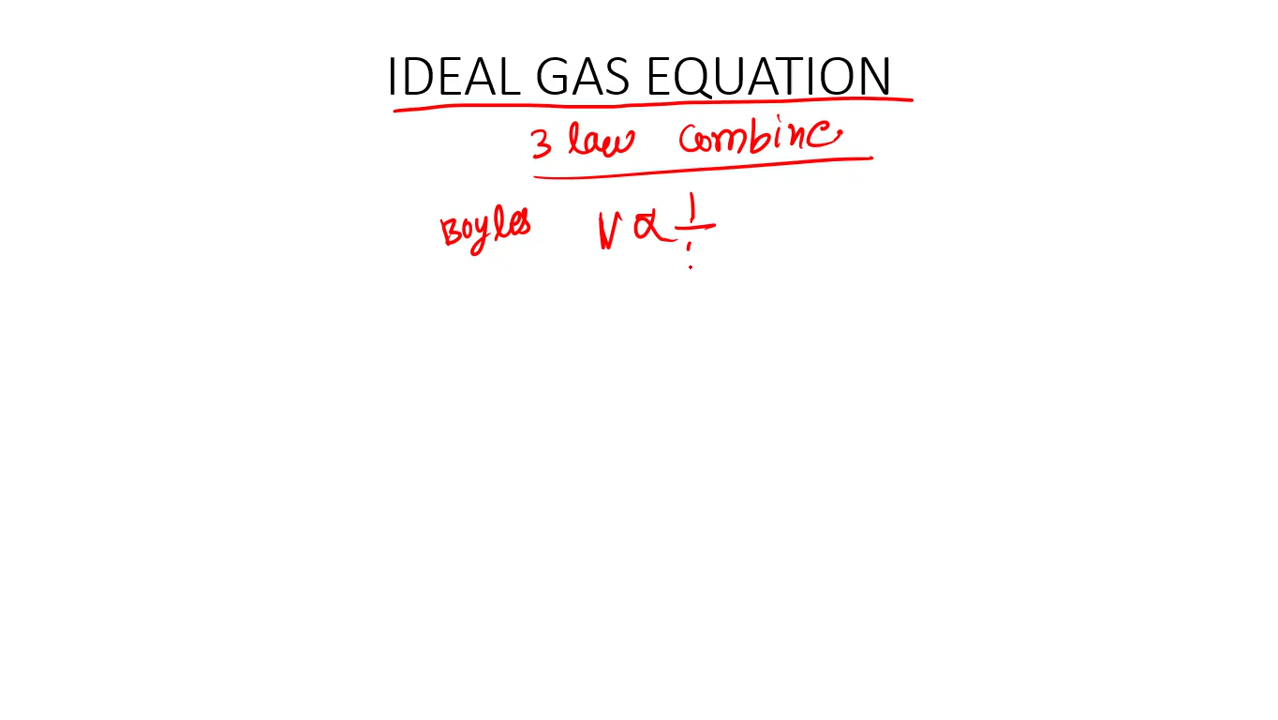 IDEAL GAS EQUATION
3 law combine
Boyles V ∝ 1/